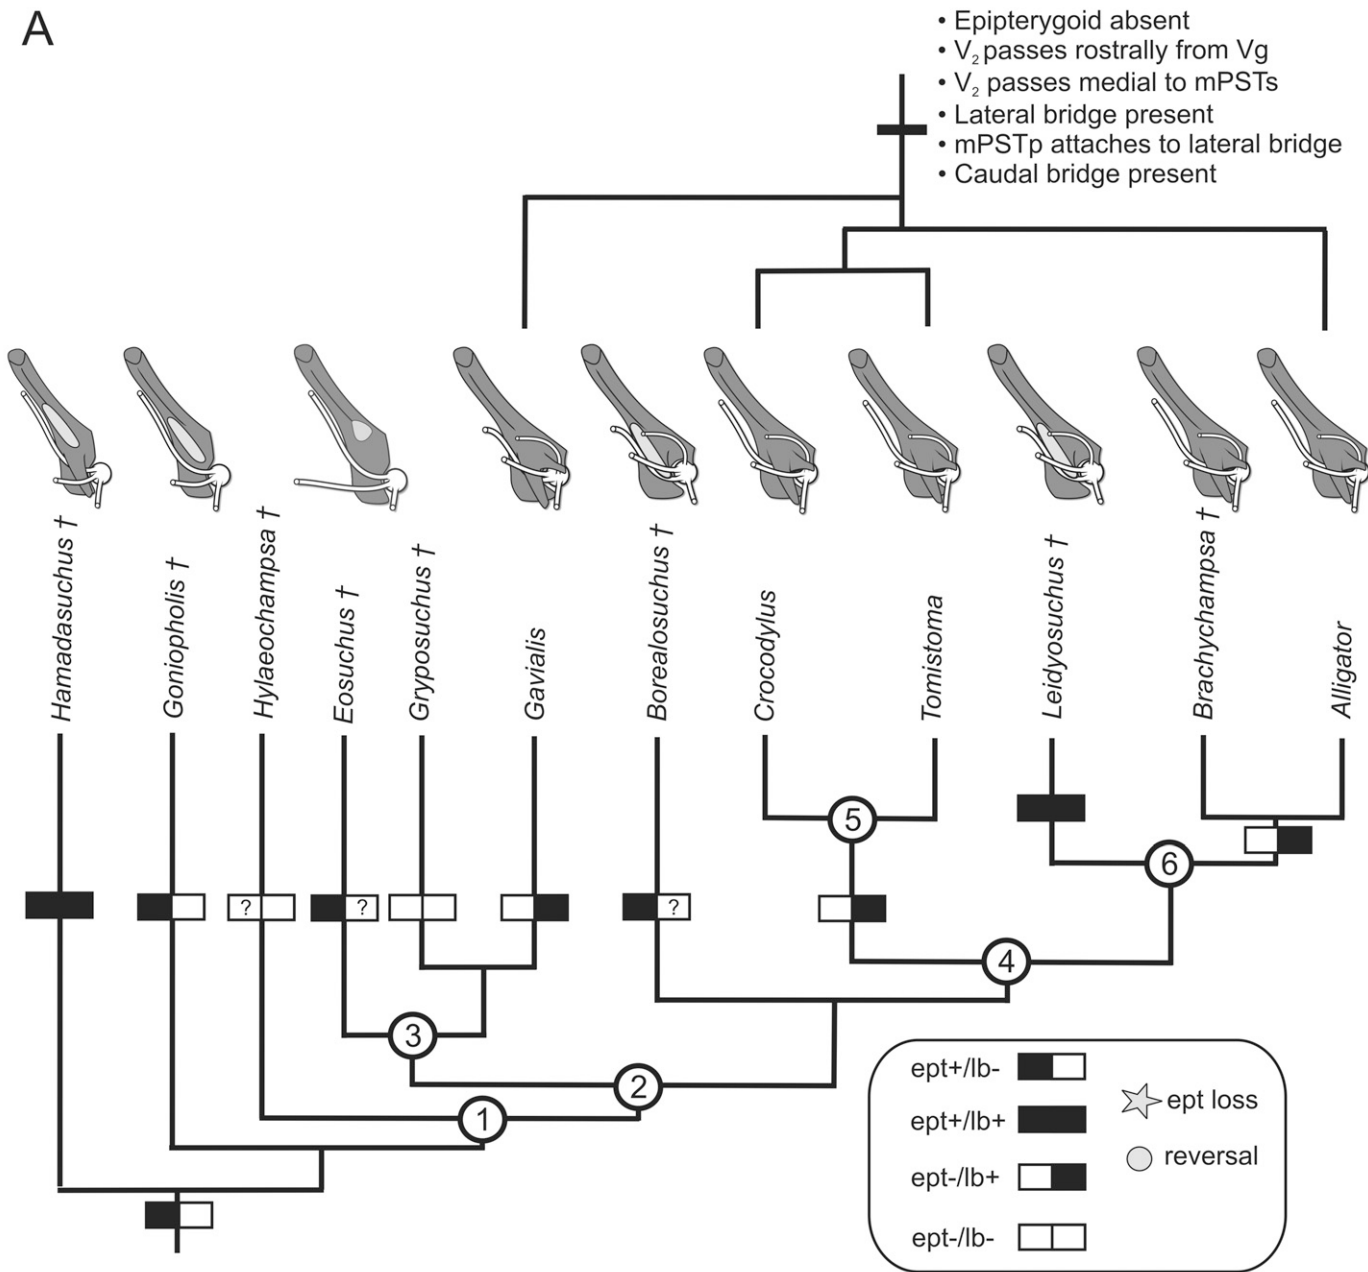 A
• Epipterygoid absent
• V₂ passes rostrally from Vg
• V₂ passes medial to mPSTs
• Lateral bridge present
• mPSTp attaches to lateral bridge
• Caudal bridge present
Hamadasuchus †
Goniopholis †
Hylaeochampsa †
Eosuchus †
Gryposuchus †
Gavialis
Borealosuchus †
Crocodylus
Tomistoma
Leidyosuchus †
Brachychampsa †
Alligator
5
6
?
?
?
4
3
2
1
ept+/lb-
ept+/lb+
ept-/lb+
ept-/lb-
ept loss
reversal